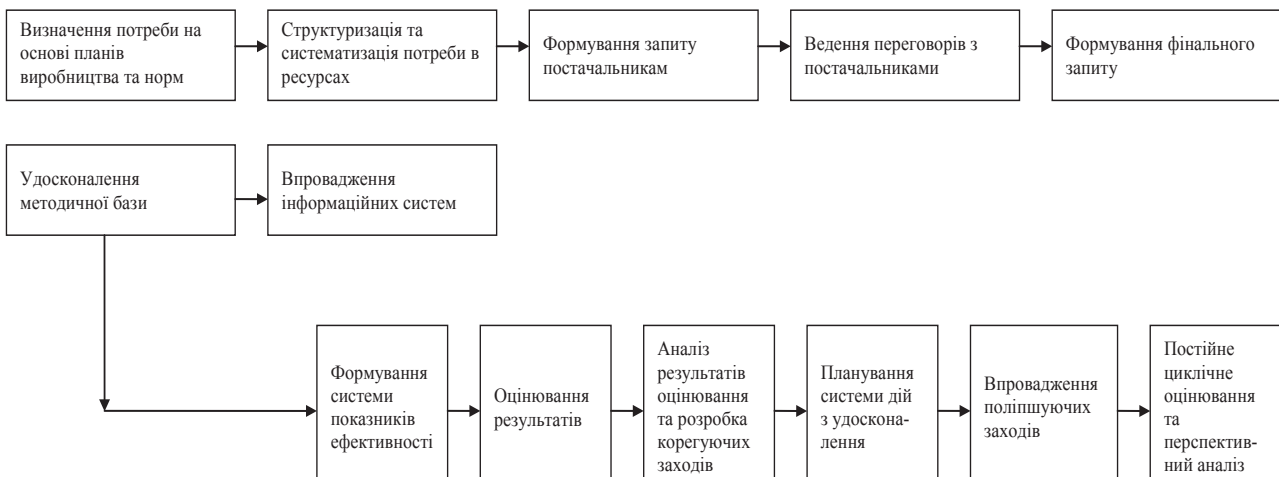 Визначення потреби на
основі планів
виробництва та норм
Структуризація та
систематизація потреби в
ресурсах
Формування запиту
постачальникам
Ведення переговорів з
постачальниками
Формування фінального
запиту
Удосконалення
методичної бази
Впровадження
інформаційних систем
Формування
системи
показників
ефективності
Оцінювання
результатів
Аналіз
результатів
оцінювання
та розробка
корегуючих
заходів
Планування
системи дій з
удоскона-
лення
Впровадження
поліпшуючих
заходів
Постійне
циклічне
оцінювання
та
перспектив-
ний аналіз